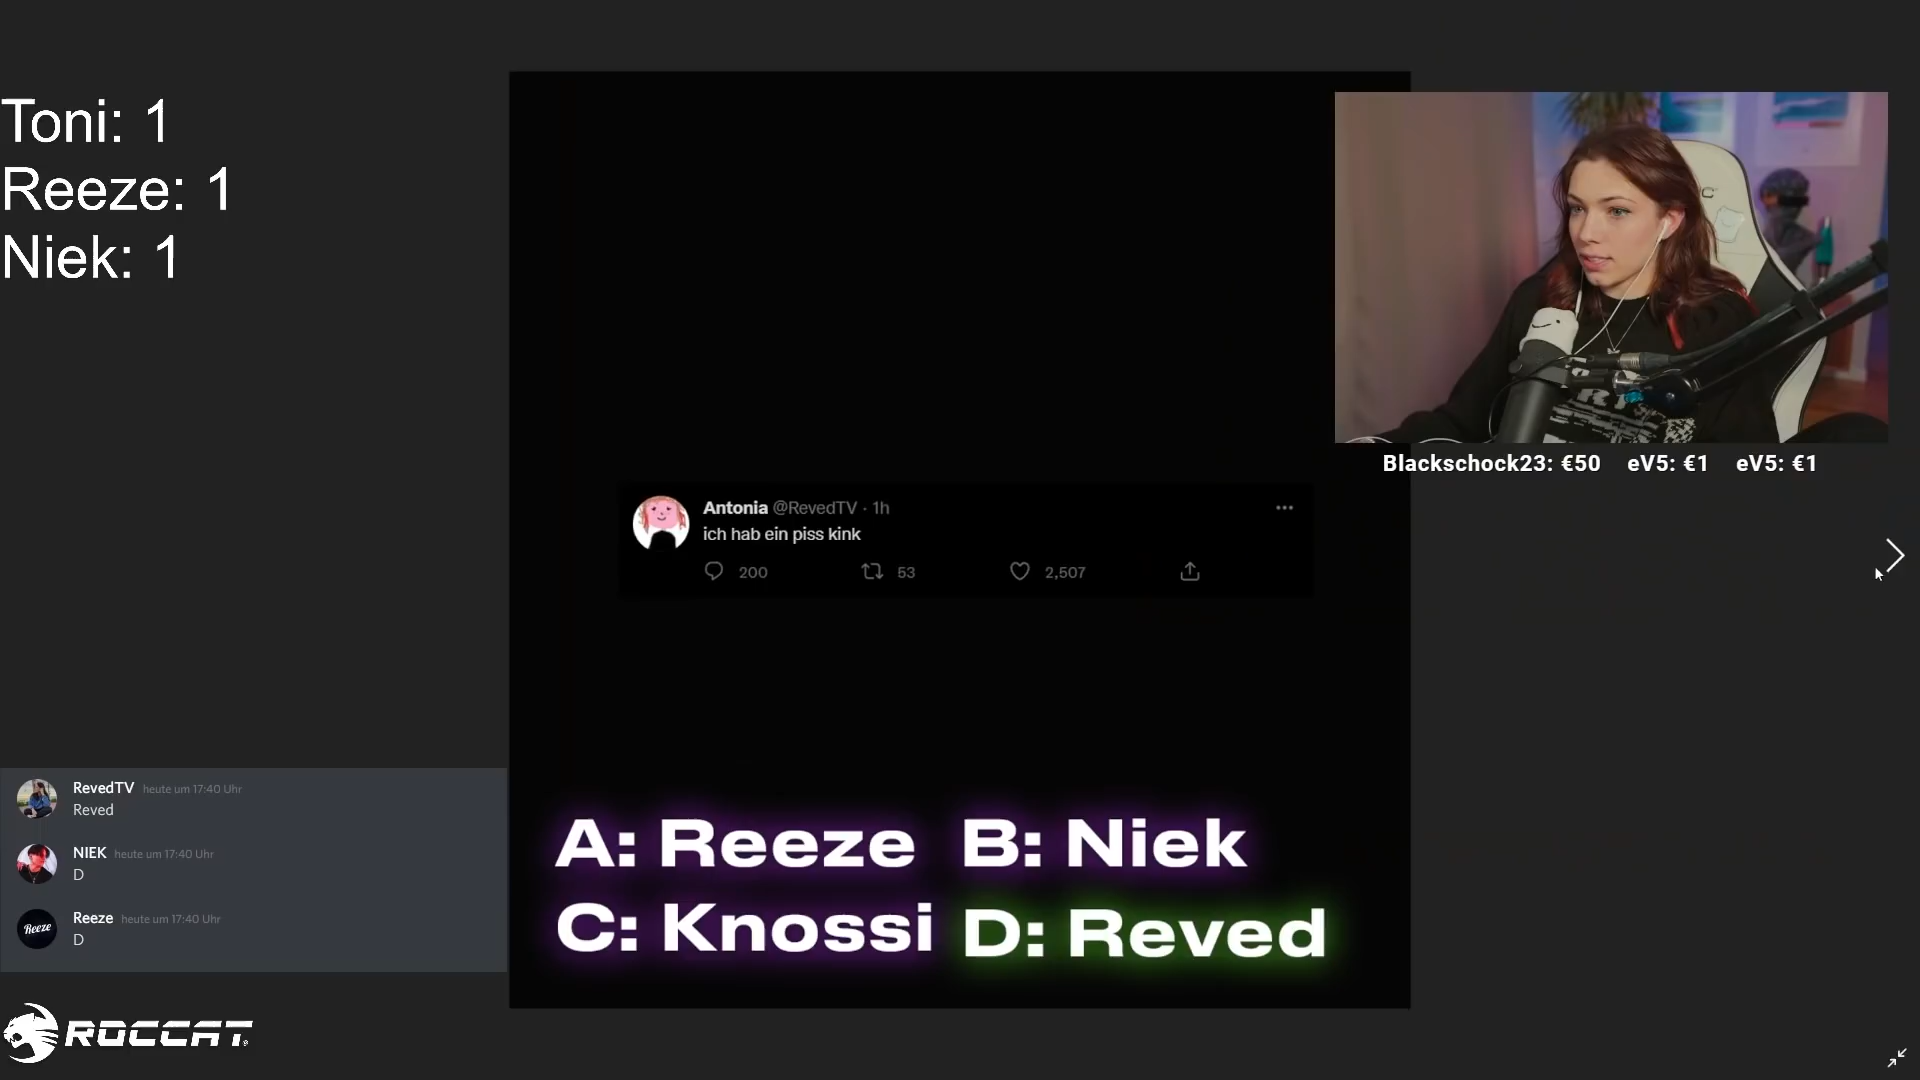 Toni: 1
Reeze: 1
Niek: 1
Antonia @RevedTV · 1h
ich hab ein piss kink
200 53 2,507
Blackschock23: €50 eV5: €1 eV5: €1
RevedTV heute um 17:40 Uhr
Reved
NIEK heute um 17:40 Uhr
D
Reeze heute um 17:40 Uhr
D
Reeze
A: Reeze B: Niek
C: Knossi D: Reved
ROCCAT